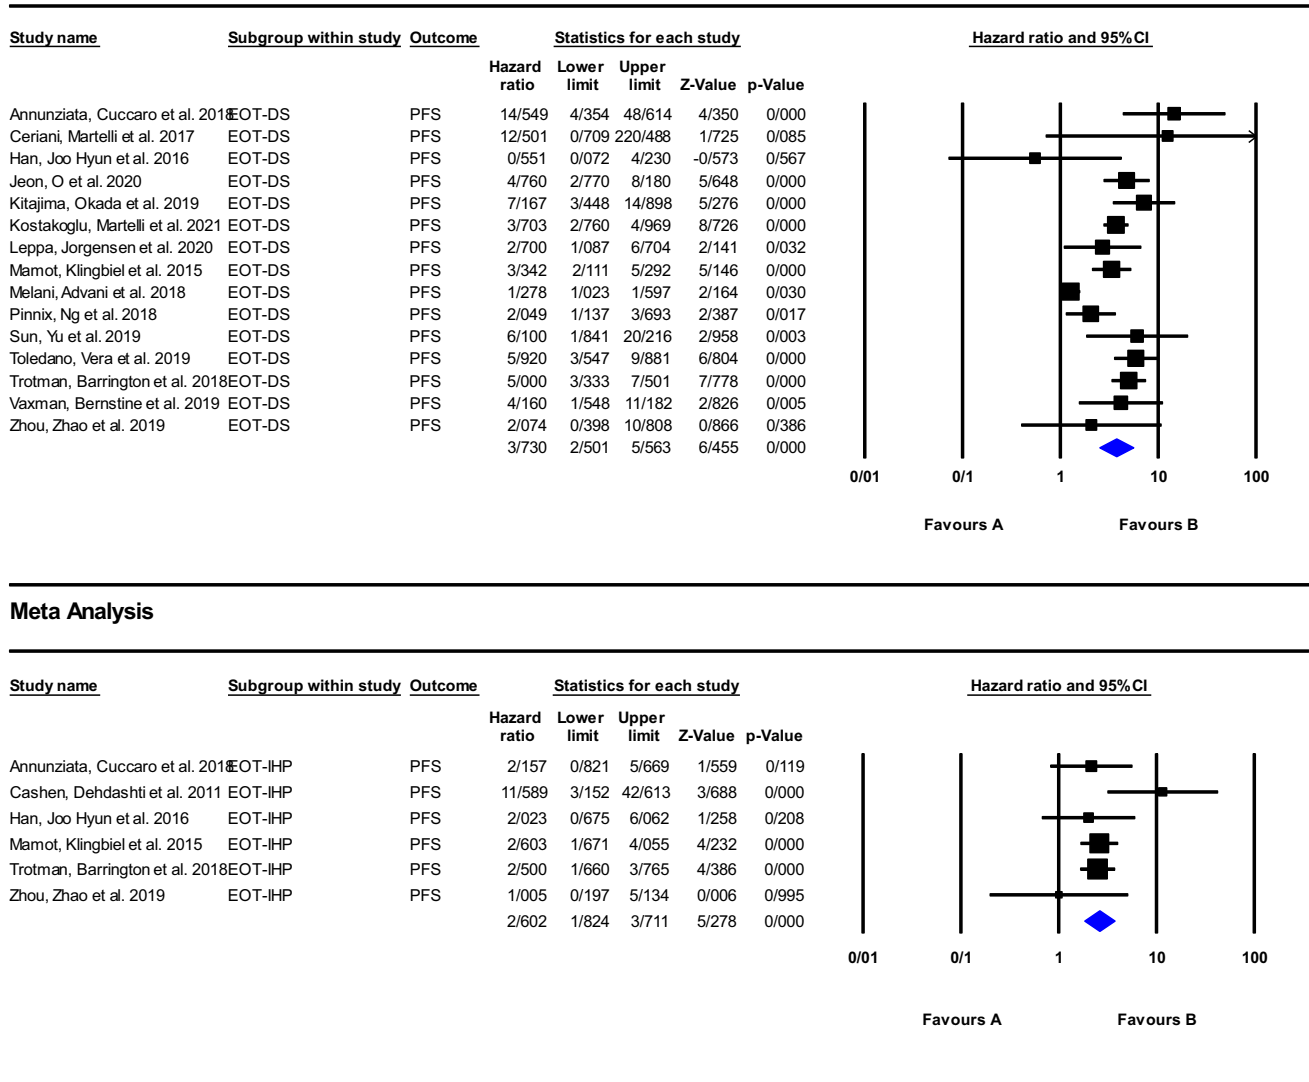 Study name Subgroup within study Outcome Statistics for each study Hazard ratio and 95%CI
Hazard Lower Upper
ratio limit limit Z-Value p-Value
Annunziata, Cuccaro et al. 2018 EOT-DS PFS 14/549 4/354 48/614 4/350 0/000
Ceriani, Martelli et al. 2017 EOT-DS PFS 12/501 0/709 220/488 1/725 0/085
Han, Joo Hyun et al. 2016 EOT-DS PFS 0/551 0/072 4/230 -0/573 0/567
Jeon, O et al. 2020 EOT-DS PFS 4/760 2/770 8/180 5/648 0/000
Kitajima, Okada et al. 2019 EOT-DS PFS 7/167 3/448 14/898 5/276 0/000
Kostakoglu, Martelli et al. 2021 EOT-DS PFS 3/703 2/760 4/969 8/726 0/000
Leppa, Jorgensen et al. 2020 EOT-DS PFS 2/700 1/087 6/704 2/141 0/032
Mamot, Klingbiel et al. 2015 EOT-DS PFS 3/342 2/111 5/292 5/146 0/000
Melani, Advani et al. 2018 EOT-DS PFS 1/278 1/023 1/597 2/164 0/030
Pinnix, Ng et al. 2018 EOT-DS PFS 2/049 1/137 3/693 2/387 0/017
Sun, Yu et al. 2019 EOT-DS PFS 6/100 1/841 20/216 2/958 0/003
Toledano, Vera et al. 2019 EOT-DS PFS 5/920 3/547 9/881 6/804 0/000
Trotman, Barrington et al. 2018 EOT-DS PFS 5/000 3/333 7/501 7/778 0/000
Vaxman, Bernstine et al. 2019 EOT-DS PFS 4/160 1/548 11/182 2/826 0/005
Zhou, Zhao et al. 2019 EOT-DS PFS 2/074 0/398 10/808 0/866 0/386
3/730 2/501 5/563 6/455 0/000
0/01 0/1 1 10 100
Favours A Favours B
Meta Analysis
Study name Subgroup within study Outcome Statistics for each study Hazard ratio and 95%CI
Hazard Lower Upper
ratio limit limit Z-Value p-Value
Annunziata, Cuccaro et al. 2018 EOT-IHP PFS 2/157 0/821 5/669 1/559 0/119
Cashen, Dehdashti et al. 2011 EOT-IHP PFS 11/589 3/152 42/613 3/688 0/000
Han, Joo Hyun et al. 2016 EOT-IHP PFS 2/023 0/675 6/062 1/258 0/208
Mamot, Klingbiel et al. 2015 EOT-IHP PFS 2/603 1/671 4/055 4/232 0/000
Trotman, Barrington et al. 2018 EOT-IHP PFS 2/500 1/660 3/765 4/386 0/000
Zhou, Zhao et al. 2019 EOT-IHP PFS 1/005 0/197 5/134 0/006 0/995
2/602 1/824 3/711 5/278 0/000
0/01 0/1 1 10 100
Favours A Favours B